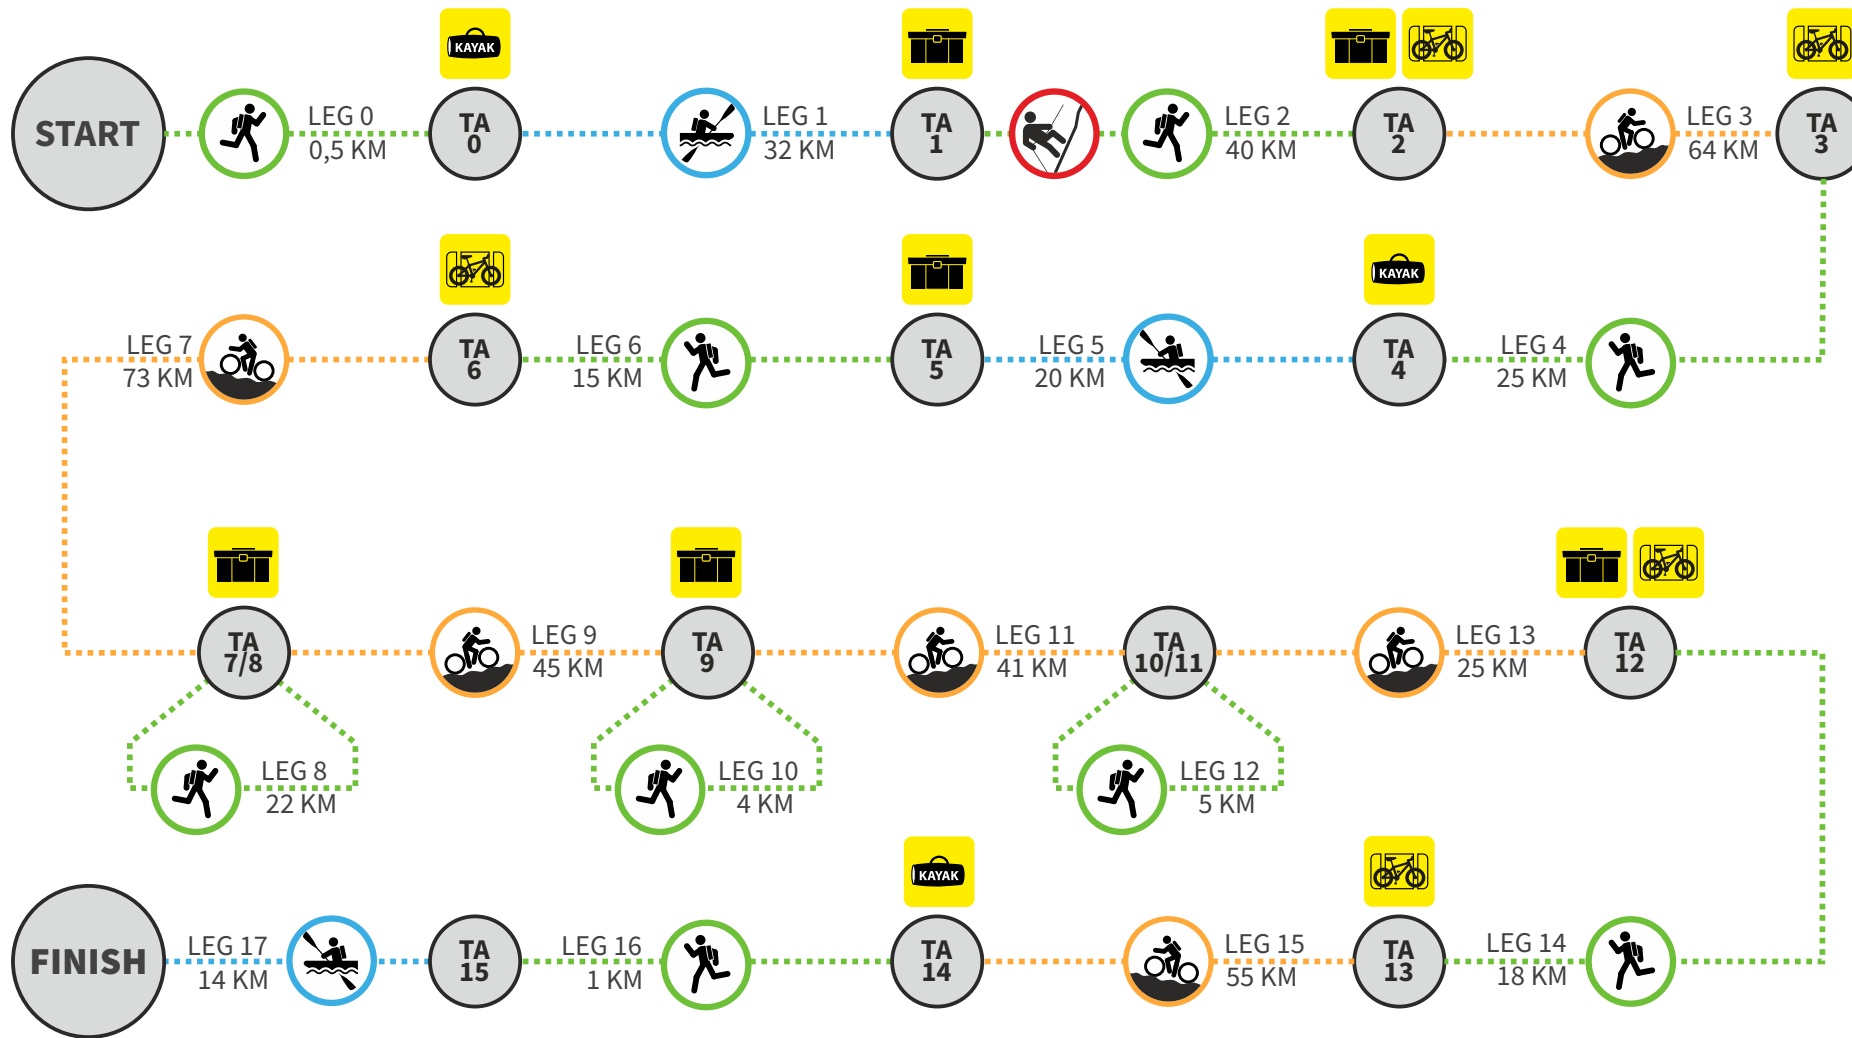 KAYAK
START
LEG 0
0,5 KM
TA
0
LEG 1
32 KM
TA
1
LEG 2
40 KM
TA
2
LEG 3
64 KM
TA
3
KAYAK
LEG 7
73 KM
TA
6
LEG 6
15 KM
TA
5
LEG 5
20 KM
TA
4
LEG 4
25 KM
TA
7/8
LEG 9
45 KM
TA
9
LEG 11
41 KM
TA
10/11
LEG 13
25 KM
TA
12
LEG 8
22 KM
LEG 10
4 KM
LEG 12
5 KM
KAYAK
FINISH
LEG 17
14 KM
TA
15
LEG 16
1 KM
TA
14
LEG 15
55 KM
TA
13
LEG 14
18 KM